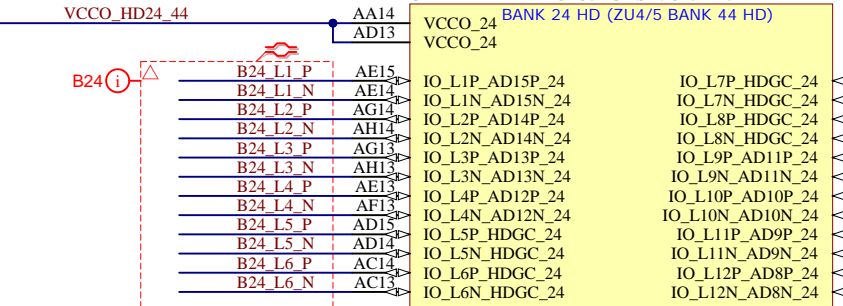 VCCO_HD24_44 AA14 VCCO_24 BANK 24 HD (ZU4/5 BANK 44 HD)
AD13 VCCO_24
B24 i
B24_L1_P AE15 IO_L1P_AD15P_24 IO_L7P_HDGC_24
B24_L1_N AE14 IO_L1N_AD15N_24 IO_L7N_HDGC_24
B24_L2_P AG14 IO_L2P_AD14P_24 IO_L8P_HDGC_24
B24_L2_N AH14 IO_L2N_AD14N_24 IO_L8N_HDGC_24
B24_L3_P AG13 IO_L3P_AD13P_24 IO_L9P_AD11P_24
B24_L3_N AH13 IO_L3N_AD13N_24 IO_L9N_AD11N_24
B24_L4_P AE13 IO_L4P_AD12P_24 IO_L10P_AD10P_24
B24_L4_N AF13 IO_L4N_AD12N_24 IO_L10N_AD10N_24
B24_L5_P AD15 IO_L5P_HDGC_24 IO_L11P_AD9P_24
B24_L5_N AD14 IO_L5N_HDGC_24 IO_L11N_AD9N_24
B24_L6_P AC14 IO_L6P_HDGC_24 IO_L12P_AD8P_24
B24_L6_N AC13 IO_L6N_HDGC_24 IO_L12N_AD8N_24